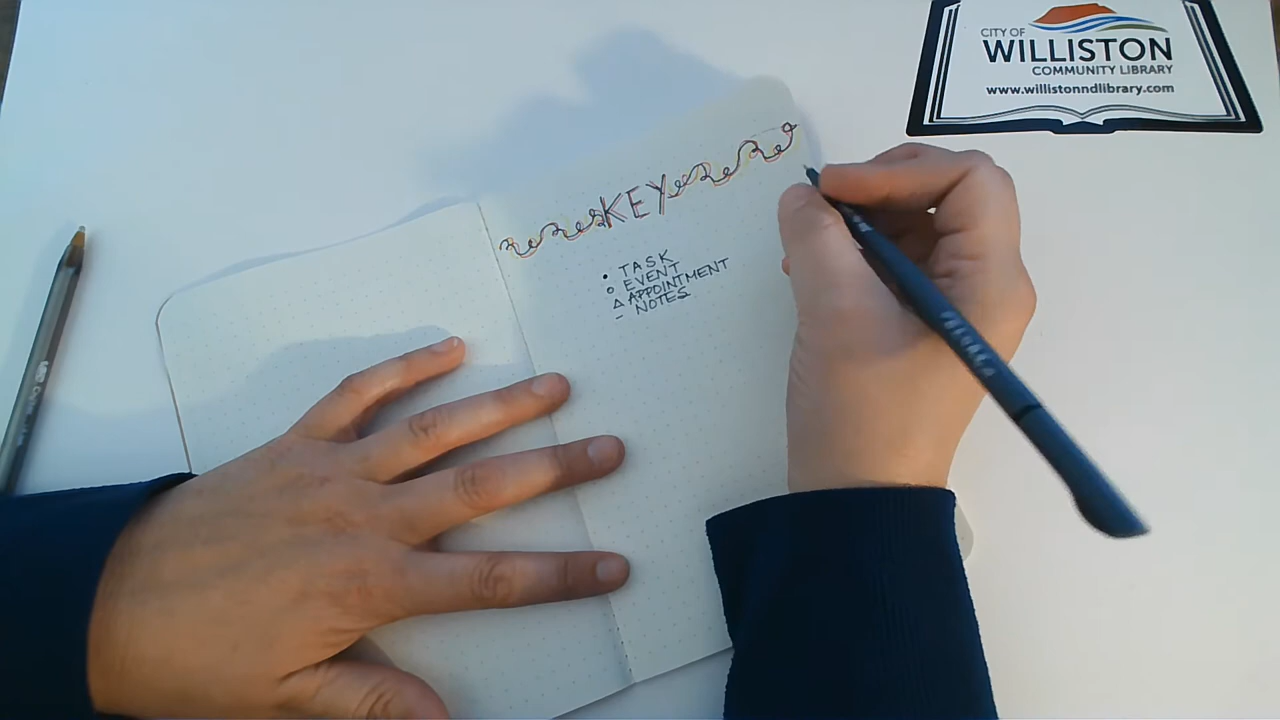 CITY OF
WILLISTON
COMMUNITY LIBRARY
www.willistonndlibrary.com
KEY
• TASK
○ EVENT
△ APPOINTMENT
– NOTES